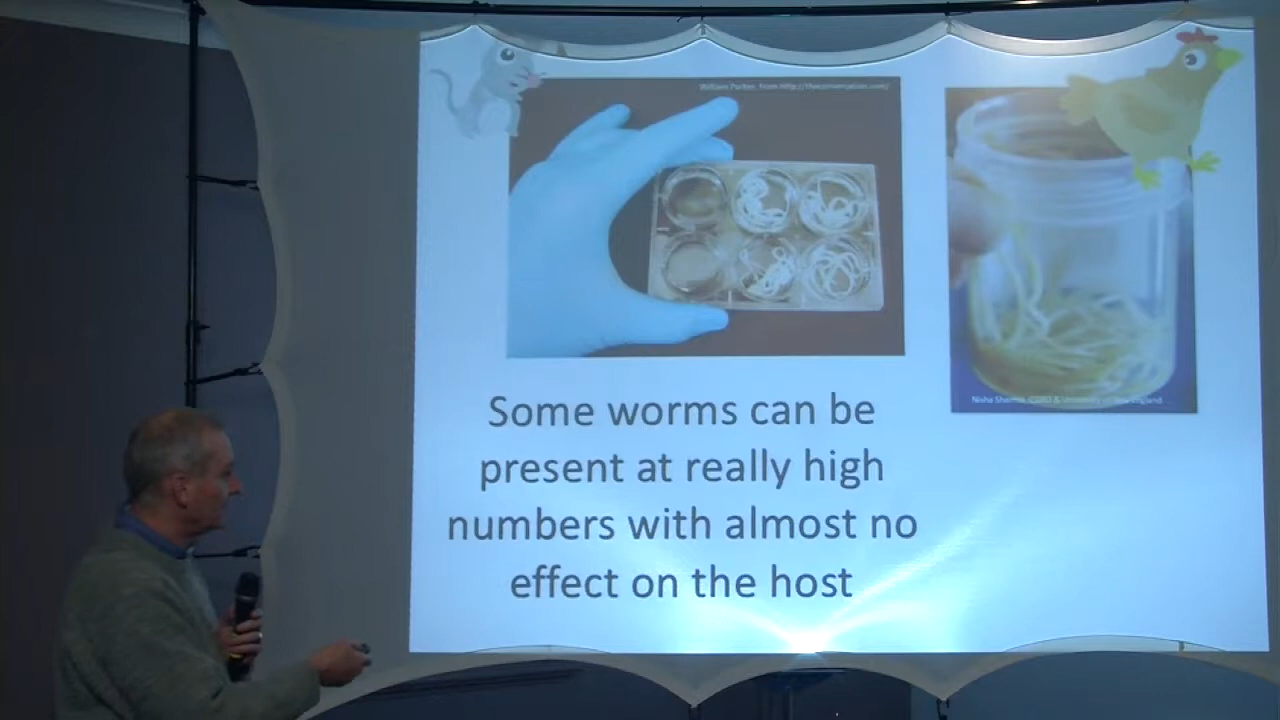 William Parker, from http://theconversation.com/
Nisha Sharma, CSIRO & University of New England
Some worms can be
present at really high
numbers with almost no
effect on the host